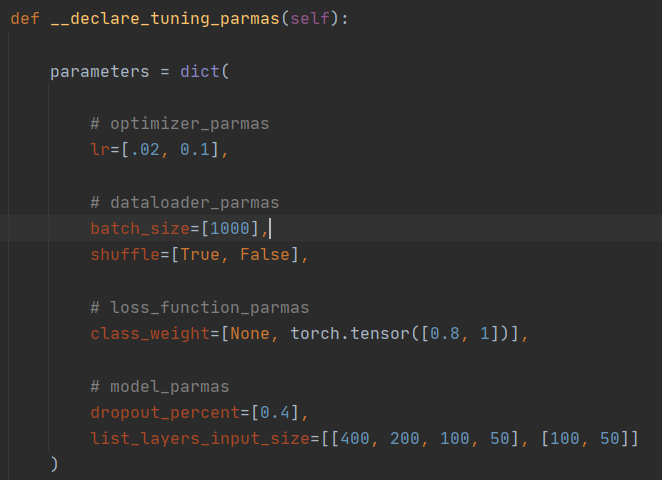 def __declare_tuning_parmas(self):
parameters = dict(
# optimizer_parmas
lr=[.02, 0.1],
# dataloader_parmas
batch_size=[1000],
shuffle=[True, False],
# loss_function_parmas
class_weight=[None, torch.tensor([0.8, 1])],
# model_parmas
dropout_percent=[0.4],
list_layers_input_size=[[400, 200, 100, 50], [100, 50]]
)